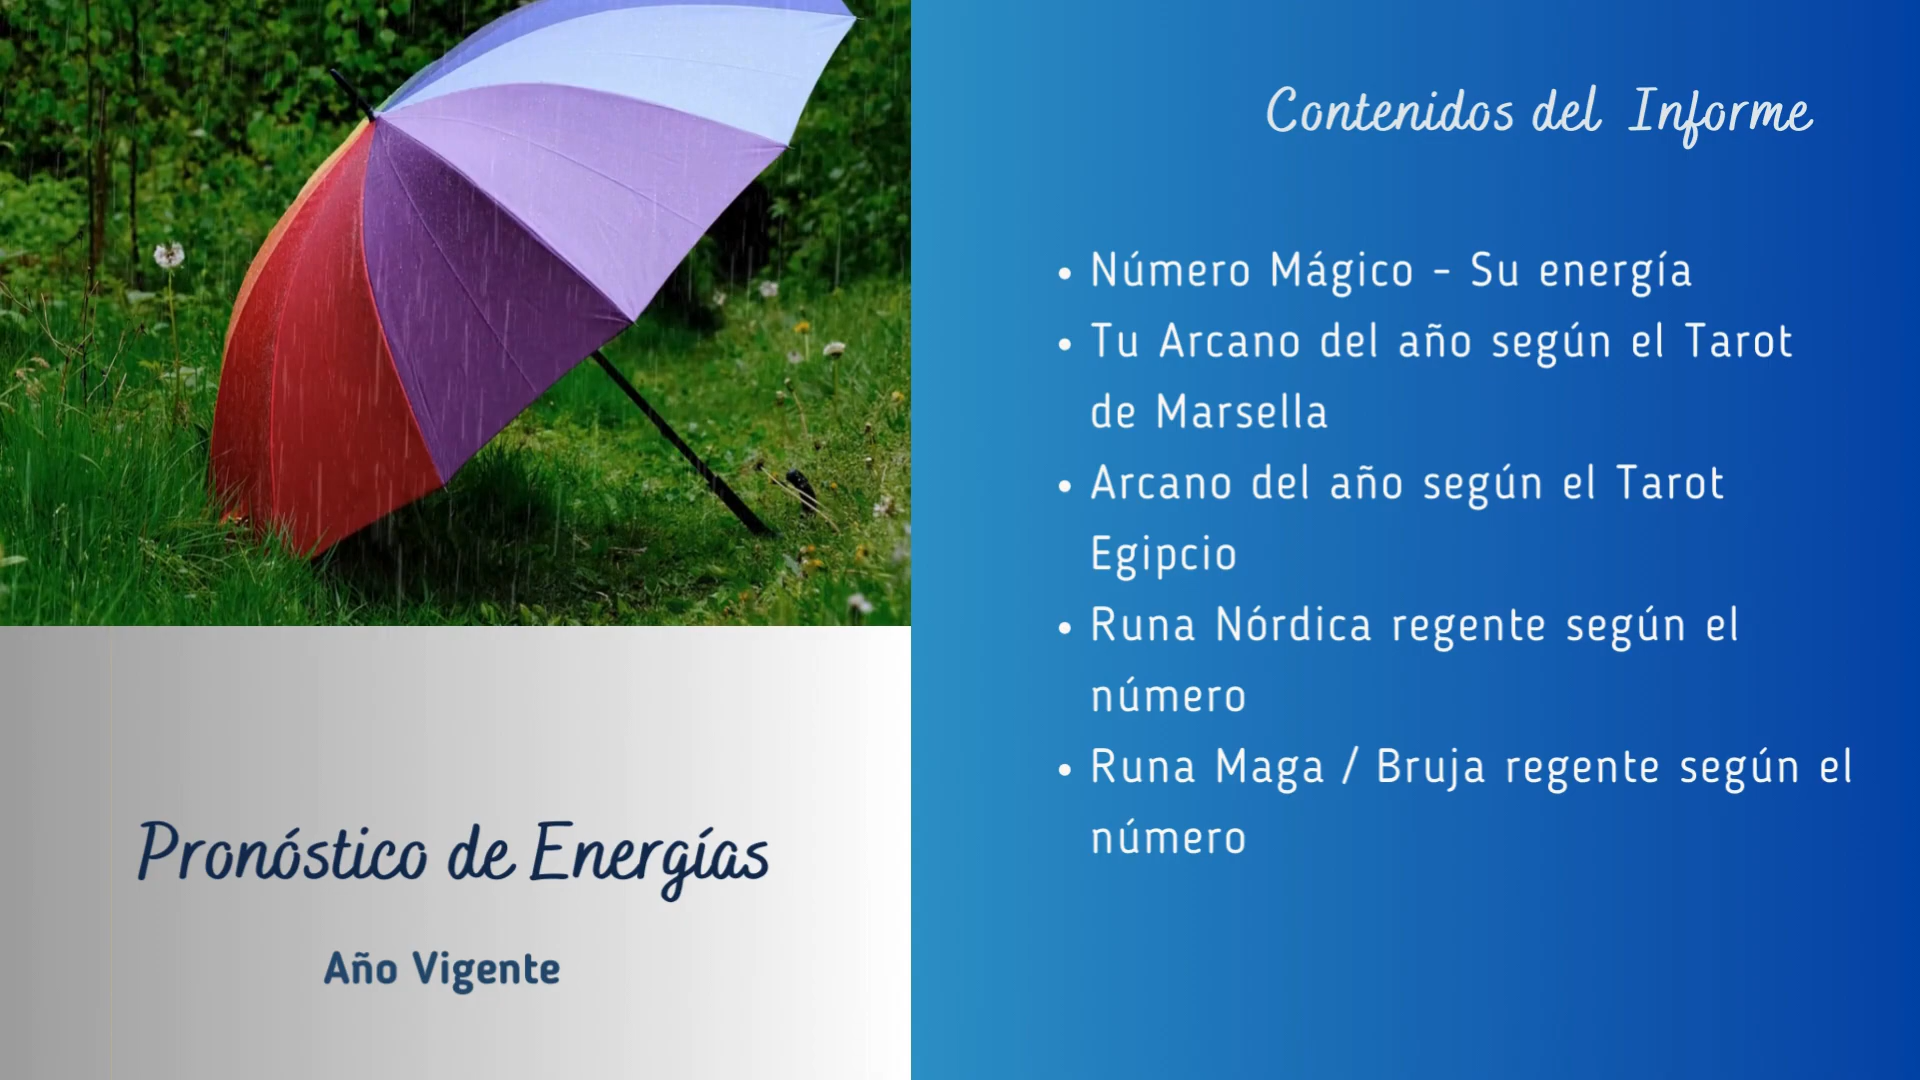 Contenidos del Informe
• Número Mágico - Su energía
• Tu Arcano del año según el Tarot
de Marsella
• Arcano del año según el Tarot
Egipcio
• Runa Nórdica regente según el
número
• Runa Maga / Bruja regente según el
número
Pronóstico de Energías
Año Vigente